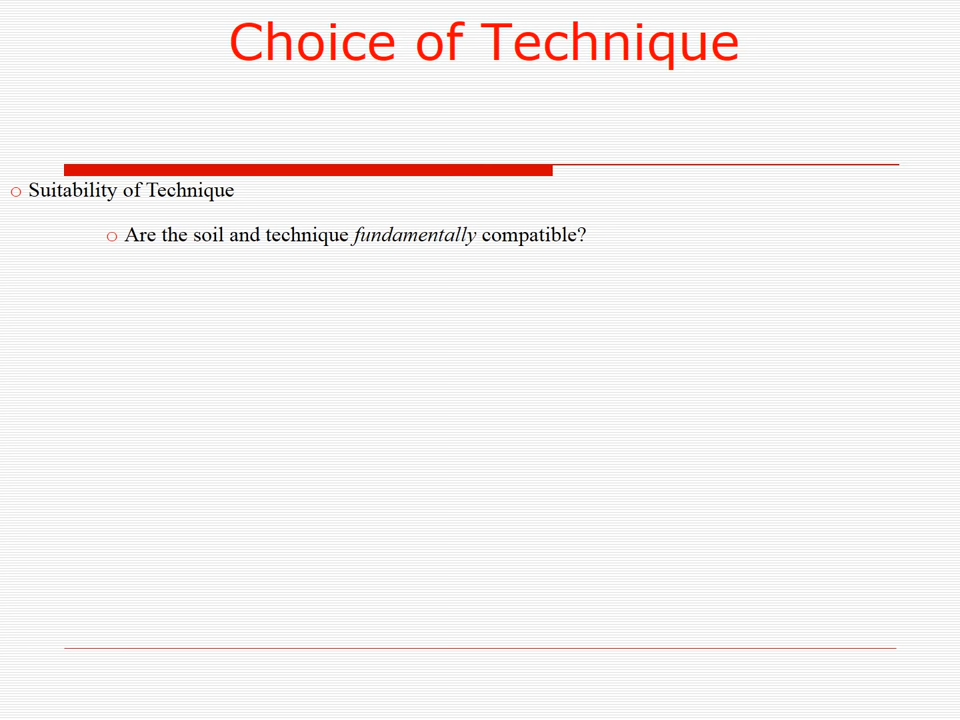 Choice of Technique
Suitability of Technique
Are the soil and technique fundamentally compatible?